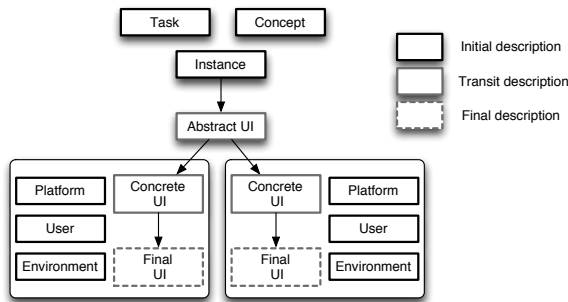 Task
Concept
Instance
Abstract UI
Initial description
Transit description
Final description
Platform
User
Environment
Concrete
UI
Final
UI
Concrete
UI
Final
UI
Platform
User
Environment